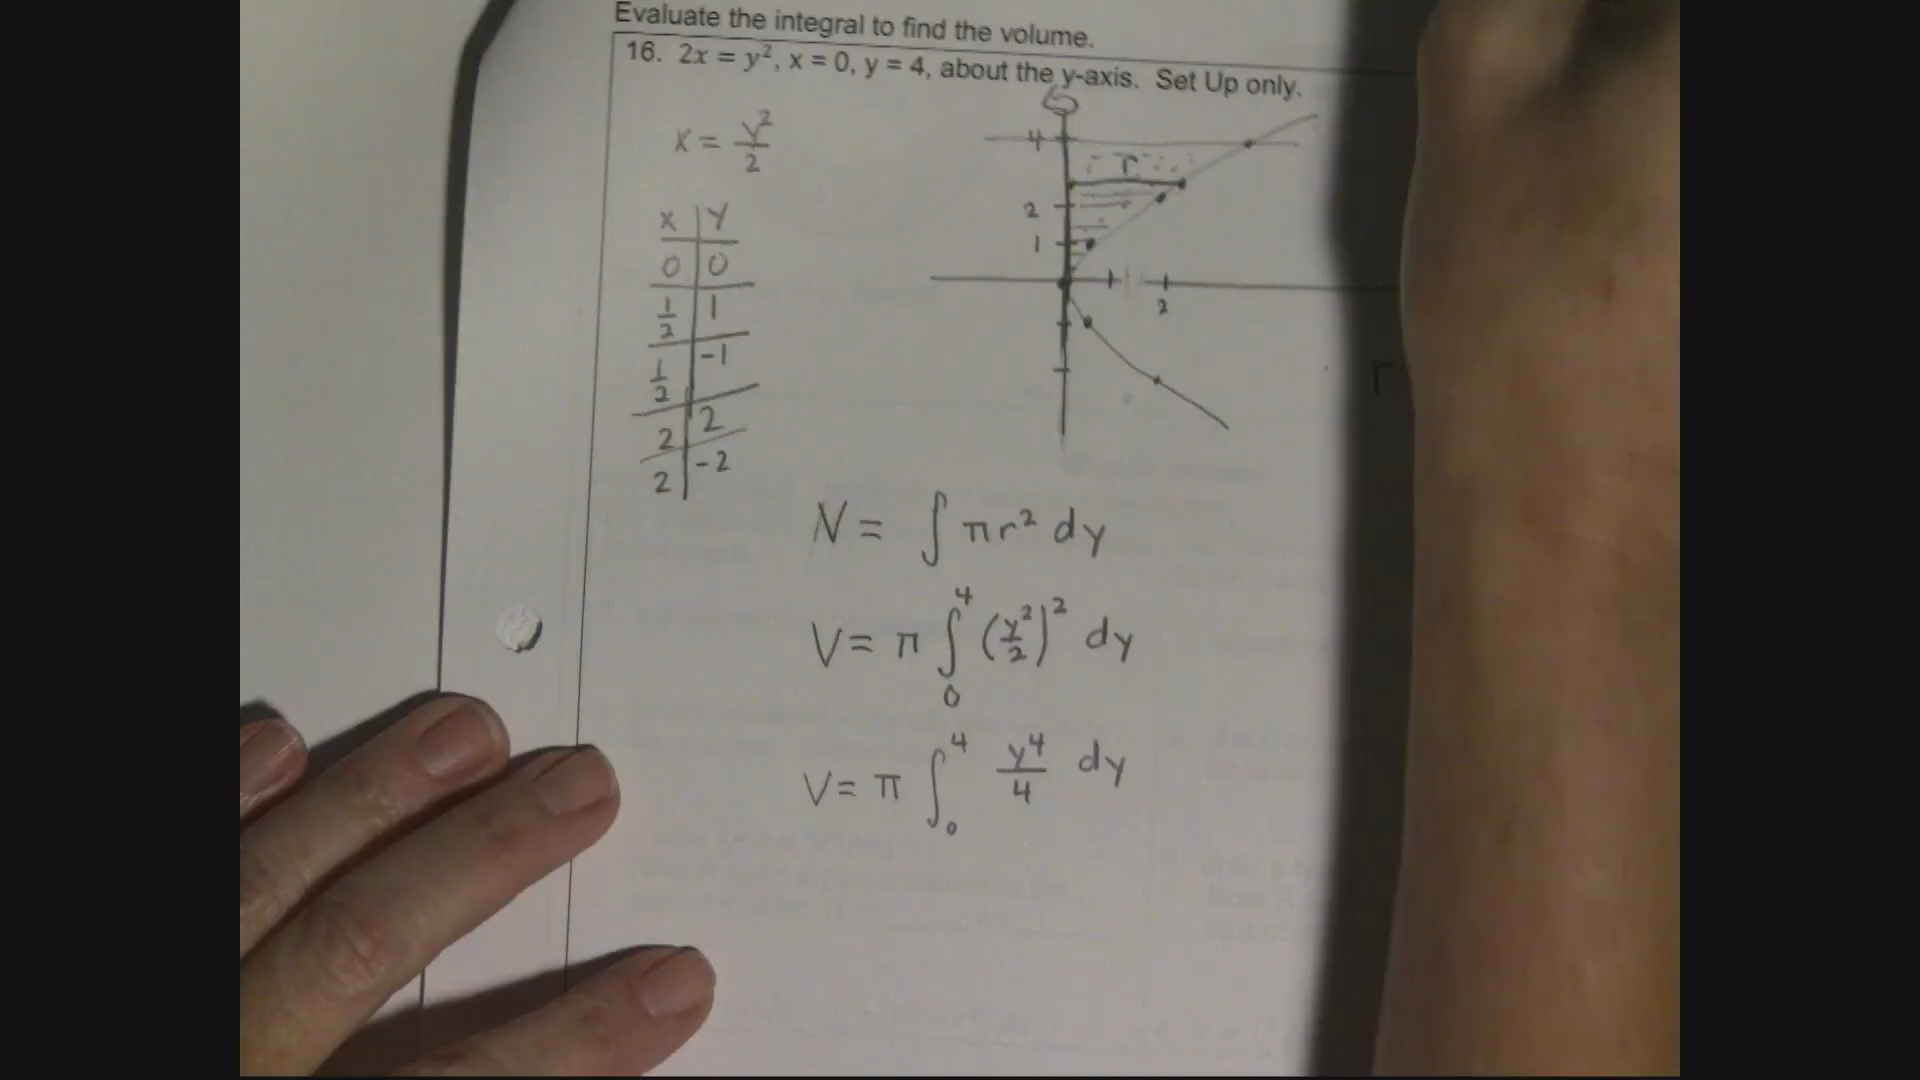 Evaluate the integral to find the volume.
16. 2x = y², x = 0, y = 4, about the y-axis. Set Up only.
x = y²/2
x | y
0 | 0
1/2 | 1
1/2 | -1
2 | 2
2 | -2
4
r
2
1
2
r
V = ∫ πr² dy
V = π ∫₀⁴ (y²/2)² dy
V = π ∫₀⁴ y⁴/4 dy